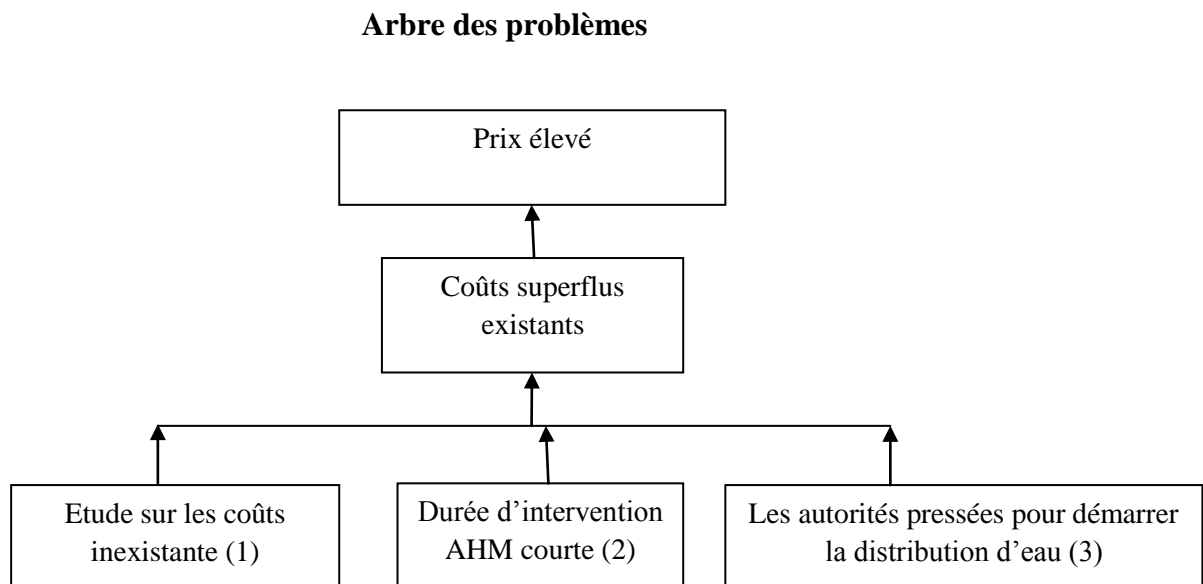 Arbre des problèmes
Prix élevé
Coûts superflus
existants
Etude sur les coûts
inexistante (1)
Durée d’intervention
AHM courte (2)
Les autorités pressées pour démarrer
la distribution d’eau (3)